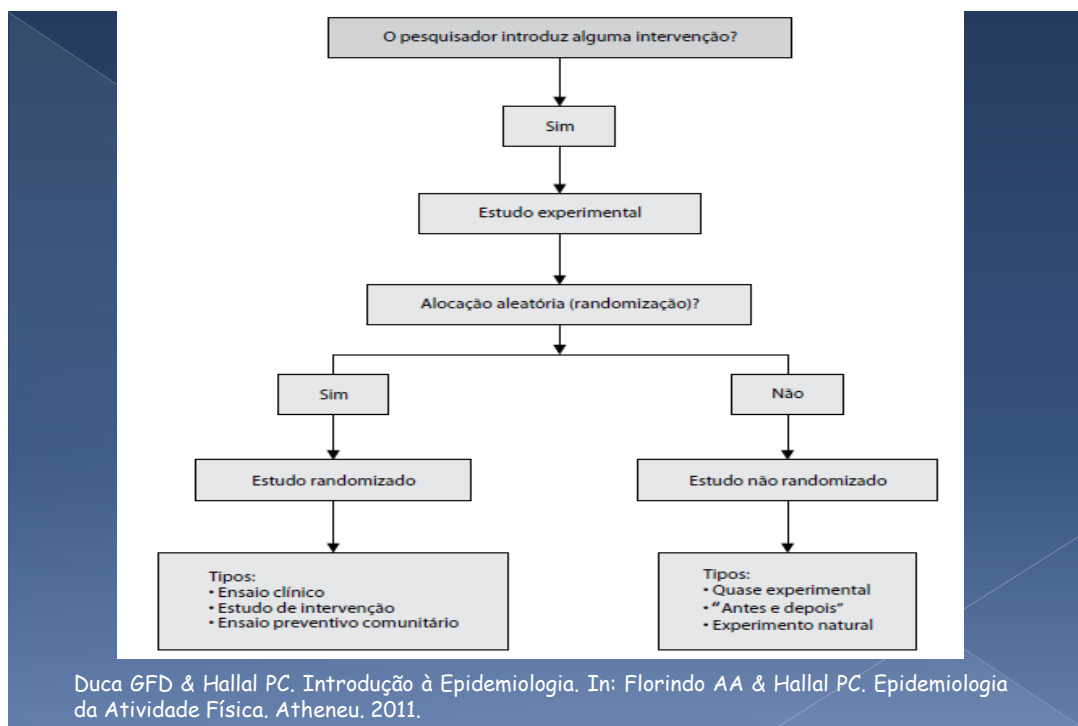 O pesquisador introduz alguma intervenção?
Sim
Estudo experimental
Alocação aleatória (randomização)?
Sim
Não
Estudo randomizado
Estudo não randomizado
Tipos:
• Ensaio clínico
• Estudo de intervenção
• Ensaio preventivo comunitário
Tipos:
• Quase experimental
• “Antes e depois”
• Experimento natural
Duca GFD & Hallal PC. Introdução à Epidemiologia. In: Florindo AA & Hallal PC. Epidemiologia
da Atividade Física. Atheneu. 2011.